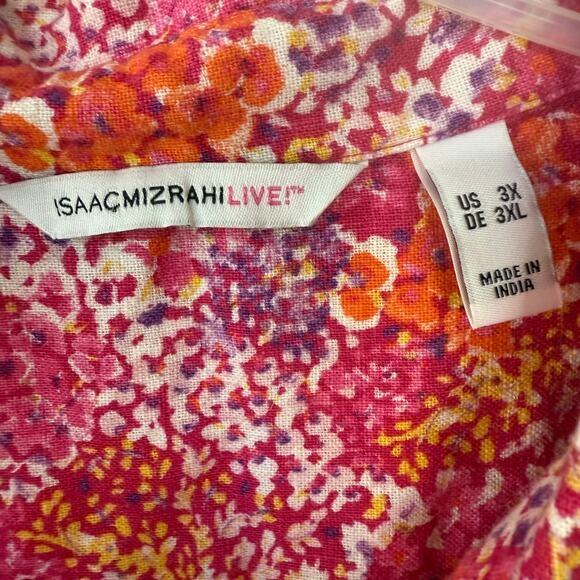 ISAACMIZRAHILIVE!™
US 3X
DE 3XL
MADE IN
INDIA